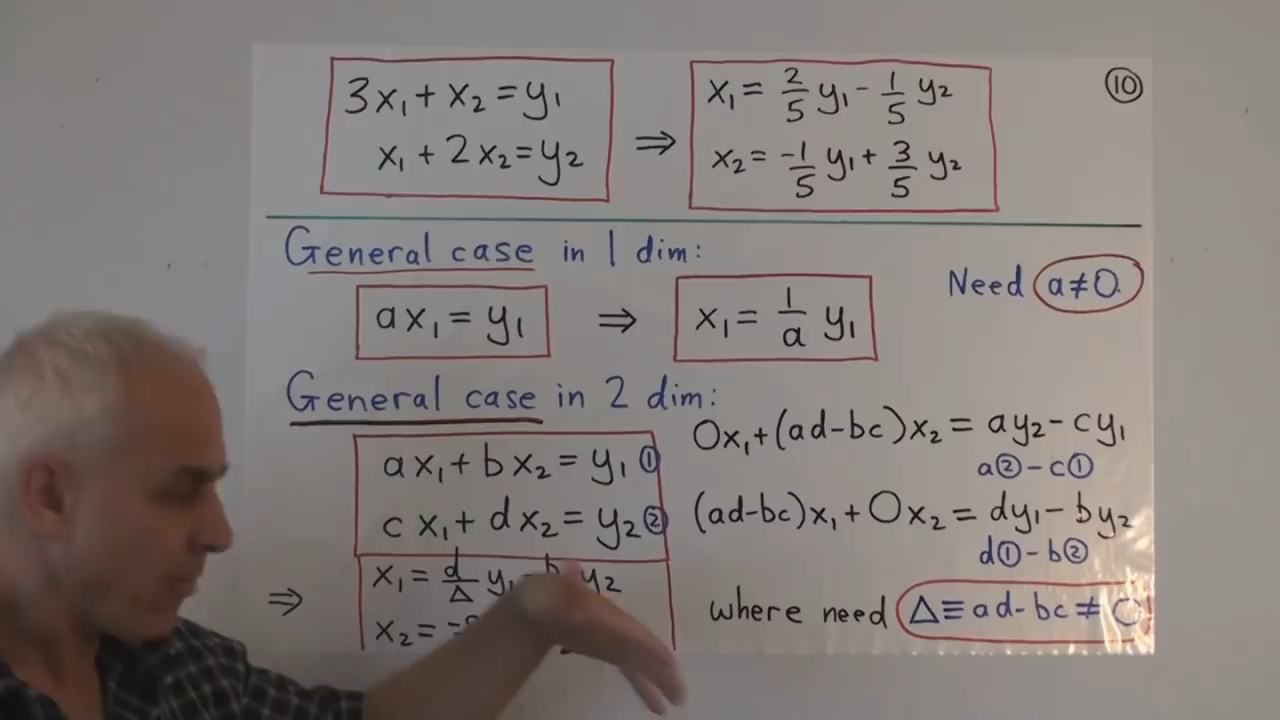 3x₁ + x₂ = y₁
x₁ + 2x₂ = y₂
⇒
x₁ = 2/5 y₁ - 1/5 y₂
x₂ = -1/5 y₁ + 3/5 y₂
10
General case in 1 dim:
Need a≠0.
ax₁ = y₁ ⇒ x₁ = 1/a y₁
General case in 2 dim:
ax₁ + bx₂ = y₁ ①
cx₁ + dx₂ = y₂ ②
⇒ x₁ = d/Δ y₁ - b y₂
x₂ = -
0x₁ + (ad-bc)x₂ = ay₂ - cy₁
a② - c①
(ad-bc)x₁ + 0x₂ = dy₁ - by₂
d① - b②
where need Δ ≡ ad-bc ≠ 0